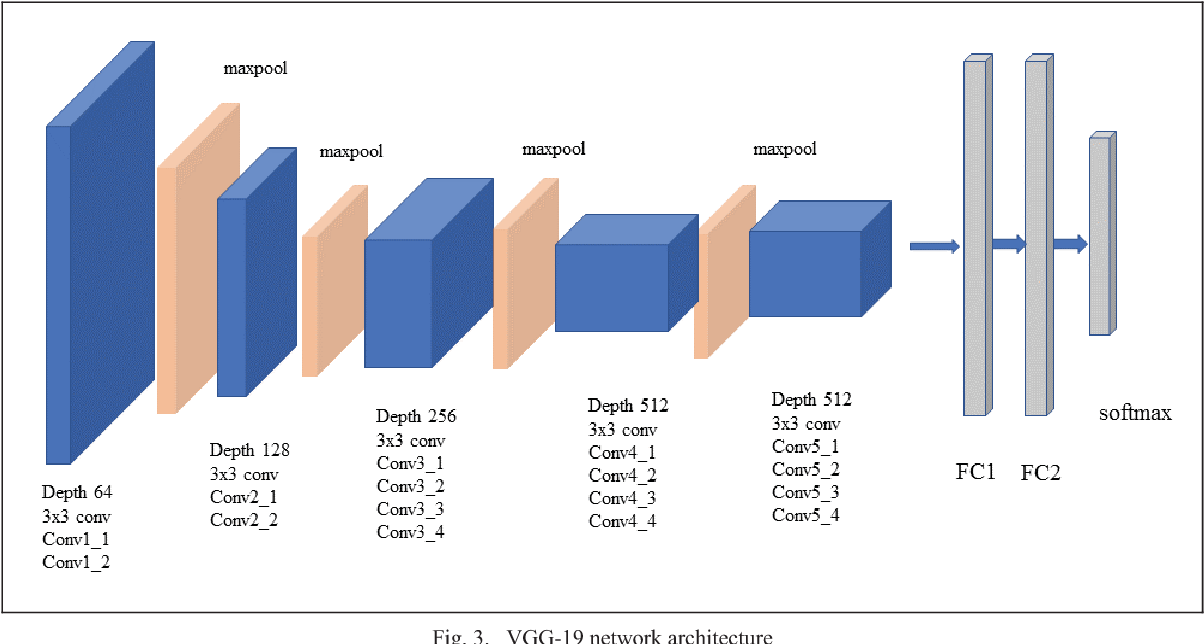 maxpool
maxpool
maxpool
maxpool
Depth 64
3x3 conv
Conv1_1
Conv1_2
Depth 128
3x3 conv
Conv2_1
Conv2_2
Depth 256
3x3 conv
Conv3_1
Conv3_2
Conv3_3
Conv3_4
Depth 512
3x3 conv
Conv4_1
Conv4_2
Conv4_3
Conv4_4
Depth 512
3x3 conv
Conv5_1
Conv5_2
Conv5_3
Conv5_4
FC1
FC2
softmax
Fig. 3. VGG-19 network architecture